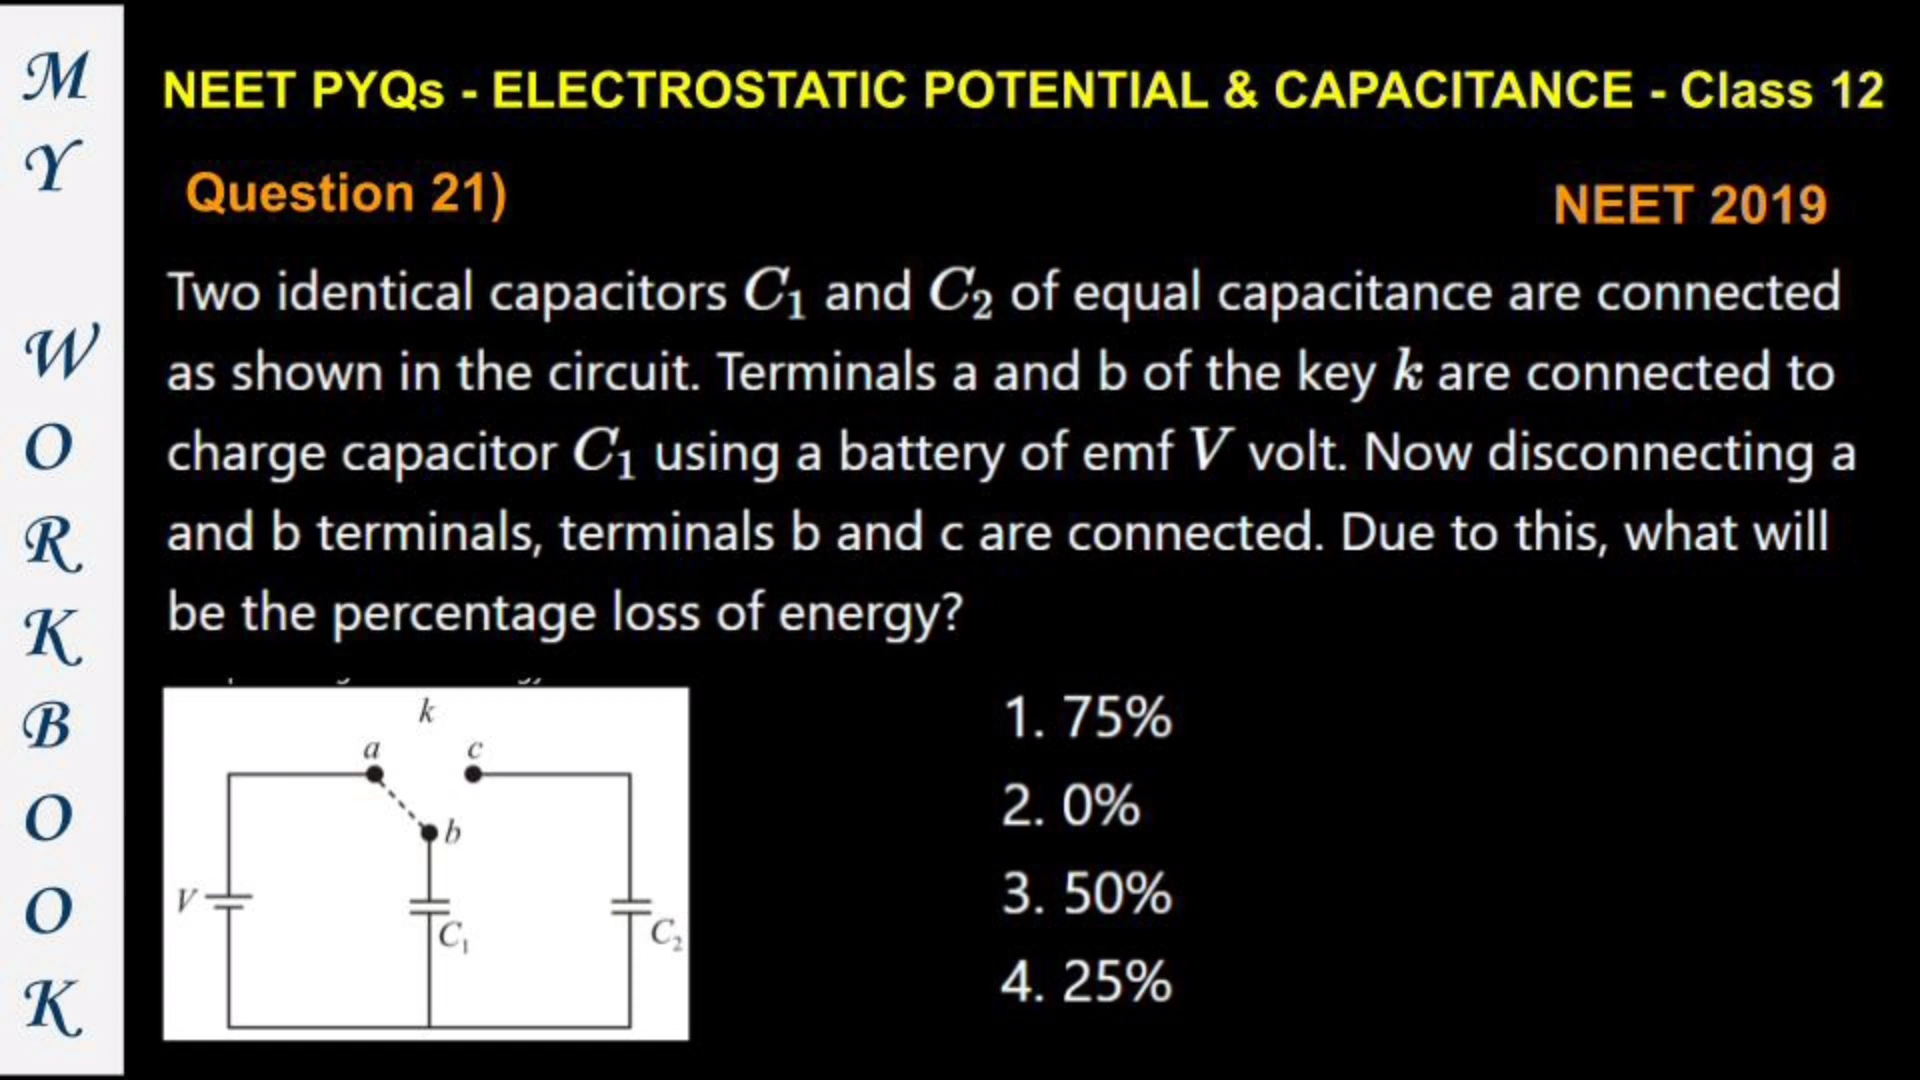 MY WORKBOOK
NEET PYQs - ELECTROSTATIC POTENTIAL & CAPACITANCE - Class 12
Question 21)
NEET 2019
Two identical capacitors C₁ and C₂ of equal capacitance are connected
as shown in the circuit. Terminals a and b of the key k are connected to
charge capacitor C₁ using a battery of emf V volt. Now disconnecting a
and b terminals, terminals b and c are connected. Due to this, what will
be the percentage loss of energy?
k
a
c
b
V
C₁
C₂
1. 75%
2. 0%
3. 50%
4. 25%